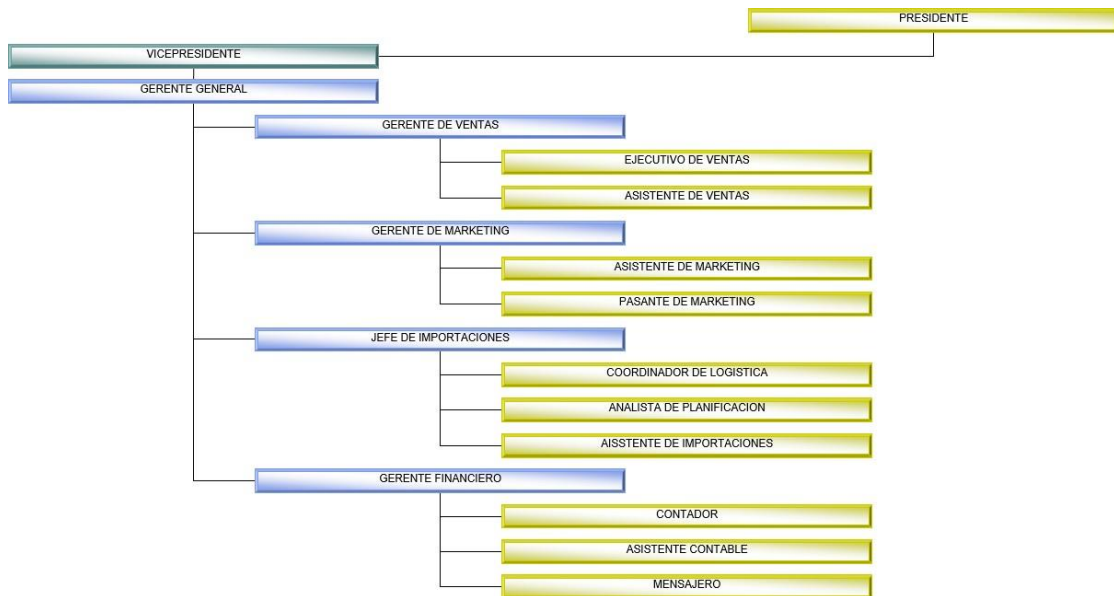 PRESIDENTE
VICEPRESIDENTE
GERENTE GENERAL
GERENTE DE VENTAS
EJECUTIVO DE VENTAS
ASISTENTE DE VENTAS
GERENTE DE MARKETING
ASISTENTE DE MARKETING
PASANTE DE MARKETING
JEFE DE IMPORTACIONES
COORDINADOR DE LOGISTICA
ANALISTA DE PLANIFICACION
AISSTENTE DE IMPORTACIONES
GERENTE FINANCIERO
CONTADOR
ASISTENTE CONTABLE
MENSAJERO